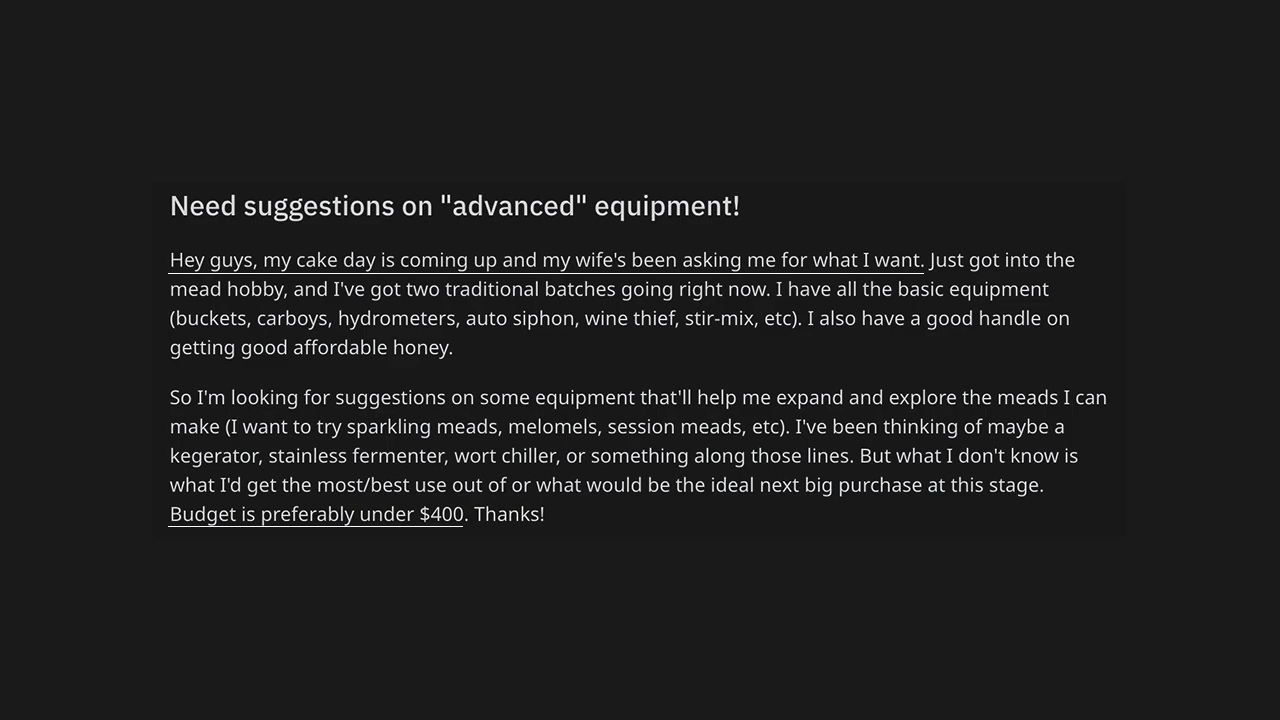 Need suggestions on "advanced" equipment!
Hey guys, my cake day is coming up and my wife's been asking me for what I want. Just got into the
mead hobby, and I've got two traditional batches going right now. I have all the basic equipment
(buckets, carboys, hydrometers, auto siphon, wine thief, stir-mix, etc). I also have a good handle on
getting good affordable honey.
So I'm looking for suggestions on some equipment that'll help me expand and explore the meads I can
make (I want to try sparkling meads, melomels, session meads, etc). I've been thinking of maybe a
kegerator, stainless fermenter, wort chiller, or something along those lines. But what I don't know is
what I'd get the most/best use out of or what would be the ideal next big purchase at this stage.
Budget is preferably under $400. Thanks!